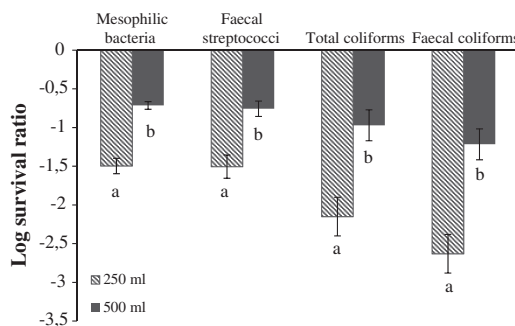 Mesophilic bacteria
Faecal streptococci
Total coliforms
Faecal coliforms
Log survival ratio
0
-0,5
-1
-1,5
-2
-2,5
-3
-3,5
a
b
a
b
a
b
a
b
250 ml
500 ml